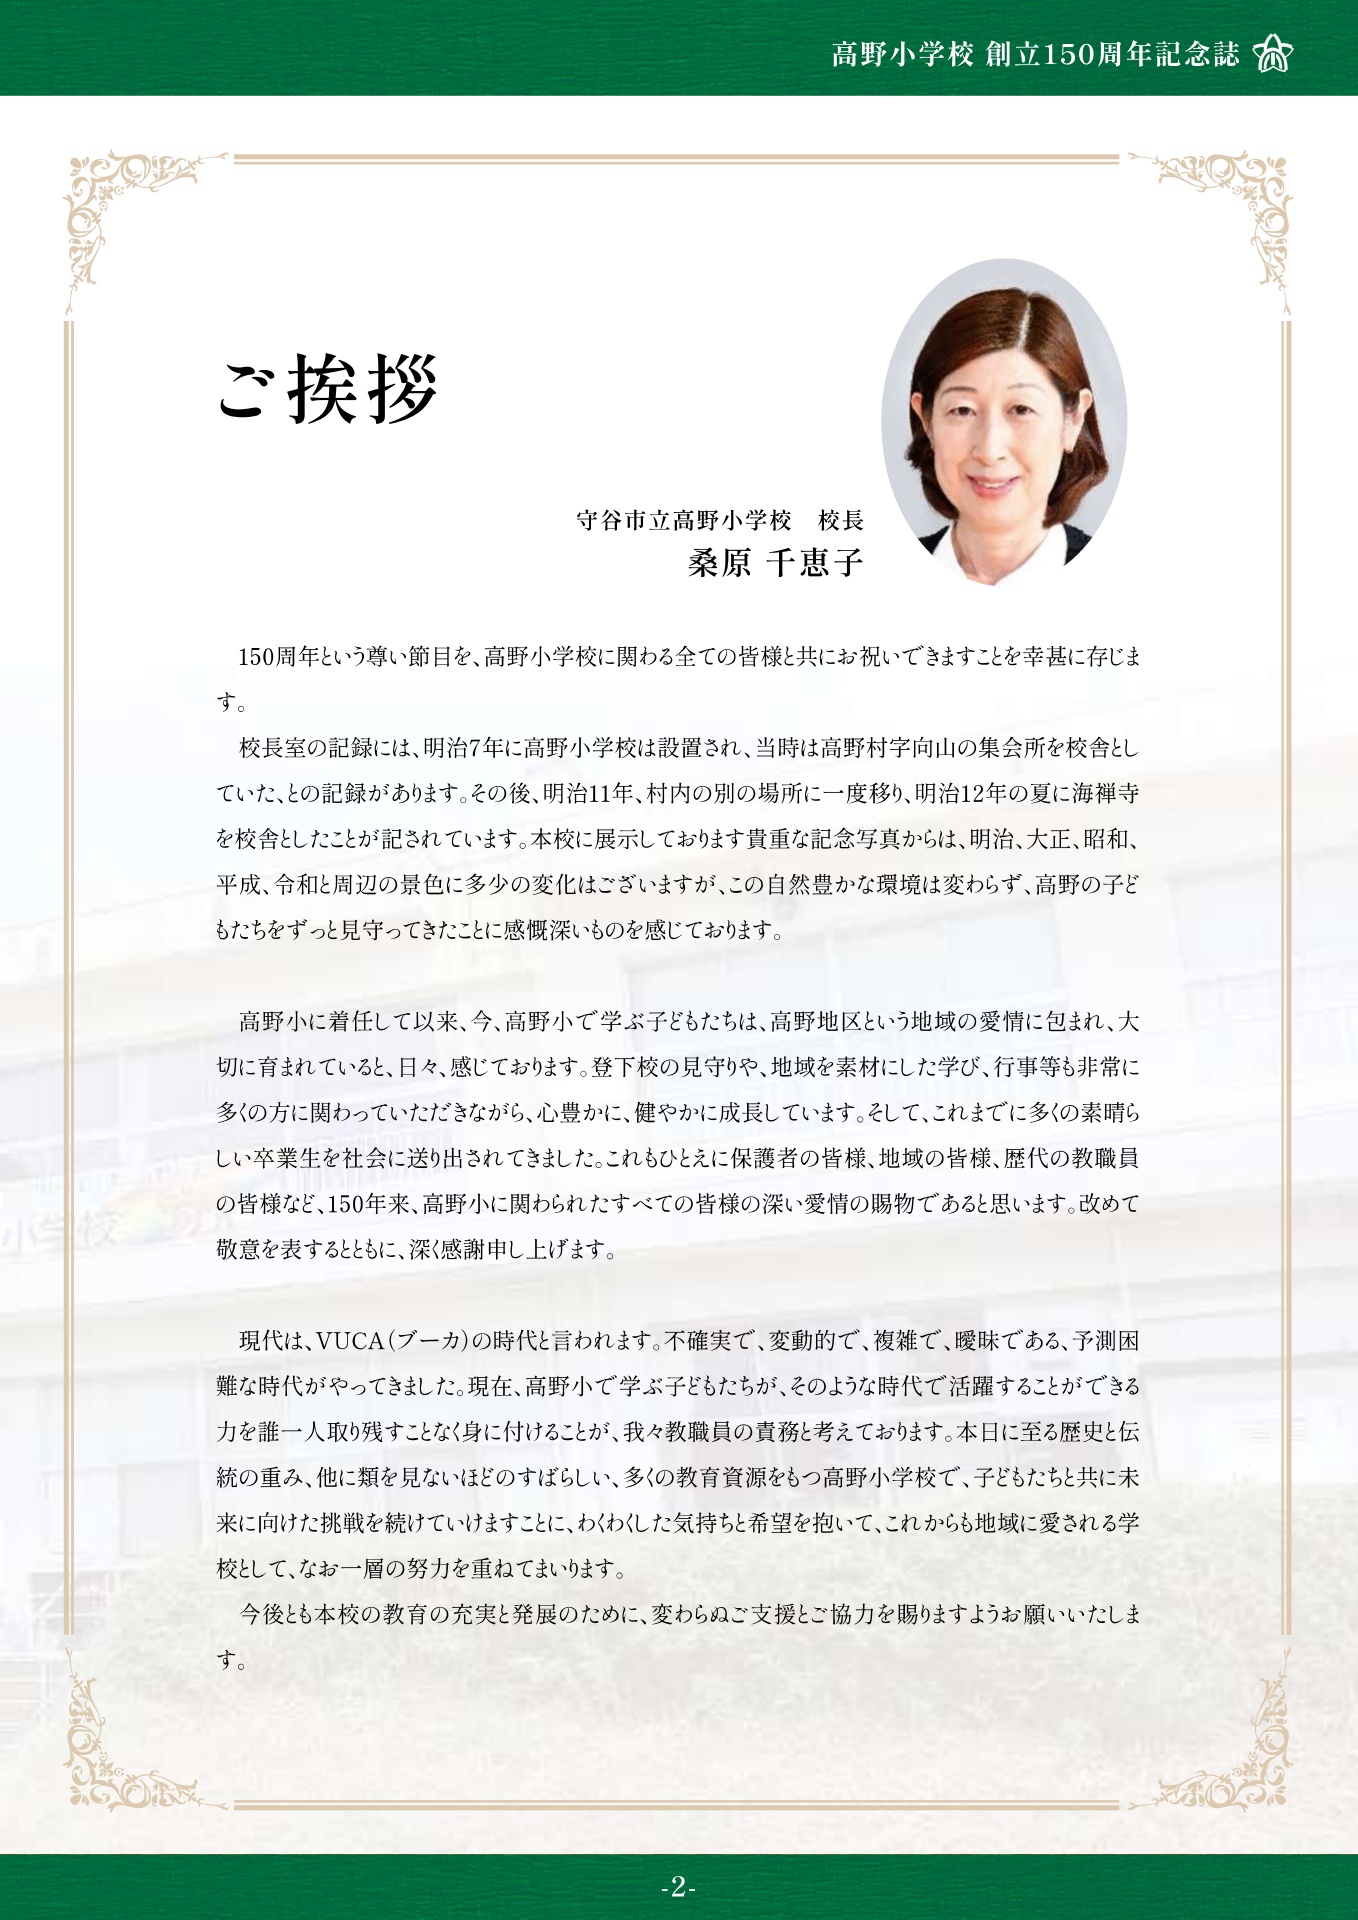 高野小学校 創立150周年記念誌
ご挨拶
守谷市立高野小学校　校長
桑原 千恵子
150周年という尊い節目を、高野小学校に関わる全ての皆様と共にお祝いできますことを幸甚に存じま
す。
校長室の記録には、明治7年に高野小学校は設置され、当時は高野村字向山の集会所を校舎とし
ていた、との記録があります。その後、明治11年、村内の別の場所に一度移り、明治12年の夏に海禅寺
を校舎としたことが記されています。本校に展示しております貴重な記念写真からは、明治、大正、昭和、
平成、令和と周辺の景色に多少の変化はございますが、この自然豊かな環境は変わらず、高野の子ど
もたちをずっと見守ってきたことに感慨深いものを感じております。
高野小に着任して以来、今、高野小で学ぶ子どもたちは、高野地区という地域の愛情に包まれ、大
切に育まれていると、日々、感じております。登下校の見守りや、地域を素材にした学び、行事等も非常に
多くの方に関わっていただきながら、心豊かに、健やかに成長しています。そして、これまでに多くの素晴ら
しい卒業生を社会に送り出されてきました。これもひとえに保護者の皆様、地域の皆様、歴代の教職員
の皆様など、150年来、高野小に関わられたすべての皆様の深い愛情の賜物であると思います。改めて
敬意を表するとともに、深く感謝申し上げます。
現代は、VUCA（ブーカ）の時代と言われます。不確実で、変動的で、複雑で、曖昧である、予測困
難な時代がやってきました。現在、高野小で学ぶ子どもたちが、そのような時代で活躍することができる
力を誰一人取り残すことなく身に付けることが、我々教職員の責務と考えております。本日に至る歴史と伝
統の重み、他に類を見ないほどのすばらしい、多くの教育資源をもつ高野小学校で、子どもたちと共に未
来に向けた挑戦を続けていけますことに、わくわくした気持ちと希望を抱いて、これからも地域に愛される学
校として、なお一層の努力を重ねてまいります。
今後とも本校の教育の充実と発展のために、変わらぬご支援とご協力を賜りますようお願いいたしま
す。
小学校
-2-